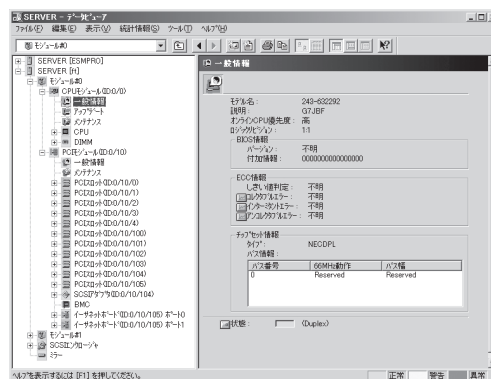 SERVER - ﾃﾞｰﾀﾋﾞｭｰｱ
ﾌｧｲﾙ(F) 編集(E) 表示(V) 統計情報(S) ﾂｰﾙ(T) ﾍﾙﾌﾟ(H)
ﾓｼﾞｭｰﾙ#0
SERVER [ESMPRO]
SERVER [ft]
ﾓｼﾞｭｰﾙ#0
CPUﾓｼﾞｭｰﾙ(ID:0/0)
一般情報
ｱｯﾌﾟﾃﾞｰﾄ
ﾒﾝﾃﾅﾝｽ
CPU
DIMM
PCIﾓｼﾞｭｰﾙ(ID:0/10)
一般情報
ﾒﾝﾃﾅﾝｽ
PCIｽﾛｯﾄ(ID:0/10/0)
PCIｽﾛｯﾄ(ID:0/10/1)
PCIｽﾛｯﾄ(ID:0/10/2)
PCIｽﾛｯﾄ(ID:0/10/3)
PCIｽﾛｯﾄ(ID:0/10/4)
PCIｽﾛｯﾄ(ID:0/10/100)
PCIｽﾛｯﾄ(ID:0/10/101)
PCIｽﾛｯﾄ(ID:0/10/102)
PCIｽﾛｯﾄ(ID:0/10/103)
PCIｽﾛｯﾄ(ID:0/10/104)
PCIｽﾛｯﾄ(ID:0/10/105)
SCSIｱﾀﾞﾌﾟﾀ(ID:0/10/104)
BMC
ｲｰｻﾈｯﾄﾎﾞｰﾄﾞ(ID:0/10/105) ﾎﾟｰﾄ0
ｲｰｻﾈｯﾄﾎﾞｰﾄﾞ(ID:0/10/105) ﾎﾟｰﾄ1
ﾓｼﾞｭｰﾙ#1
SCSIｴﾝｸﾛｰｼﾞｬ
ﾐﾗｰ
一般情報
ﾓﾃﾞﾙ名: 243-632292
説明: G7JBF
ｵﾝﾗｲﾝCPU優先度: 高
ﾛｼﾞｯｸﾘﾋﾞｼﾞｮﾝ: 1:1
BIOS情報
ﾊﾞｰｼﾞｮﾝ: 不明
付加情報: 0000000000000000
ECC情報
しきい値判定: 不明
ｺﾚｸﾀﾌﾞﾙｴﾗｰ: 不明
ｲﾝﾀｰﾐﾀﾝﾄｴﾗｰ: 不明
ｱﾝｺﾚｸﾀﾌﾞﾙｴﾗｰ: 不明
ﾁｯﾌﾟｾｯﾄ情報
ﾀｲﾌﾟ: NECDPL
ﾊﾞｽ情報:
ﾊﾞｽ番号 66MHz動作 ﾊﾞｽ幅
0 Reserved Reserved
状態: (Duplex)
ﾍﾙﾌﾟを表示するには [F1] を押してください。
正常 警告 異常